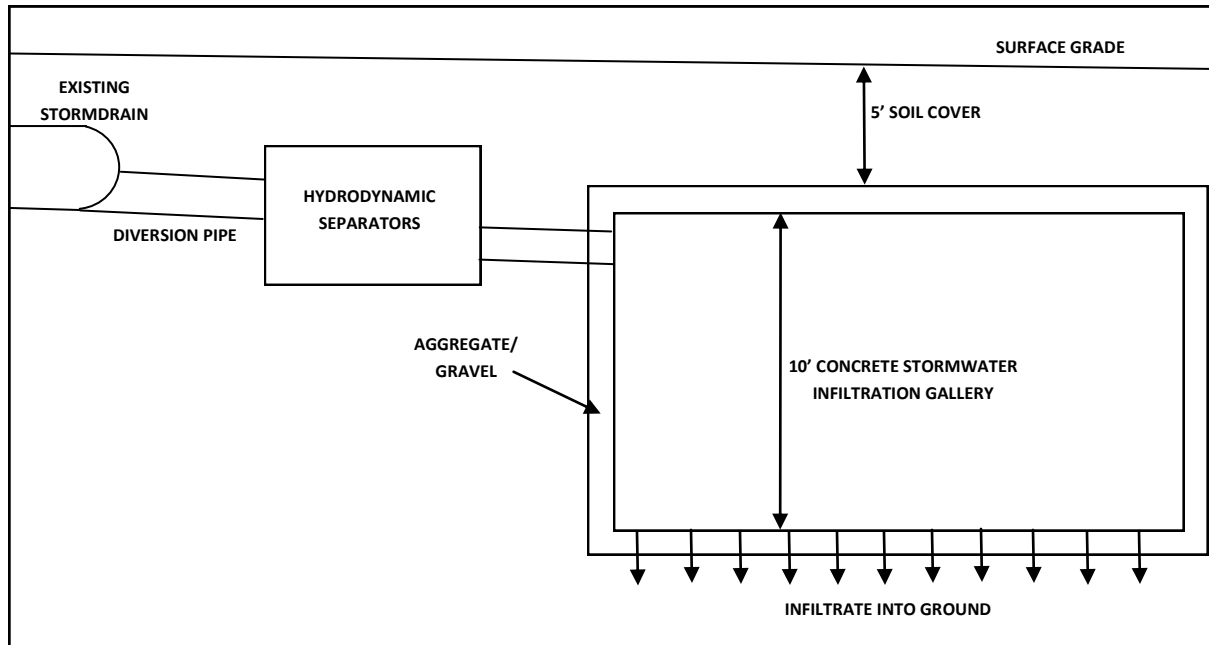 SURFACE GRADE
EXISTING
STORMDRAIN
5’ SOIL COVER
HYDRODYNAMIC
SEPARATORS
DIVERSION PIPE
AGGREGATE/
GRAVEL
10’ CONCRETE STORMWATER
INFILTRATION GALLERY
INFILTRATE INTO GROUND